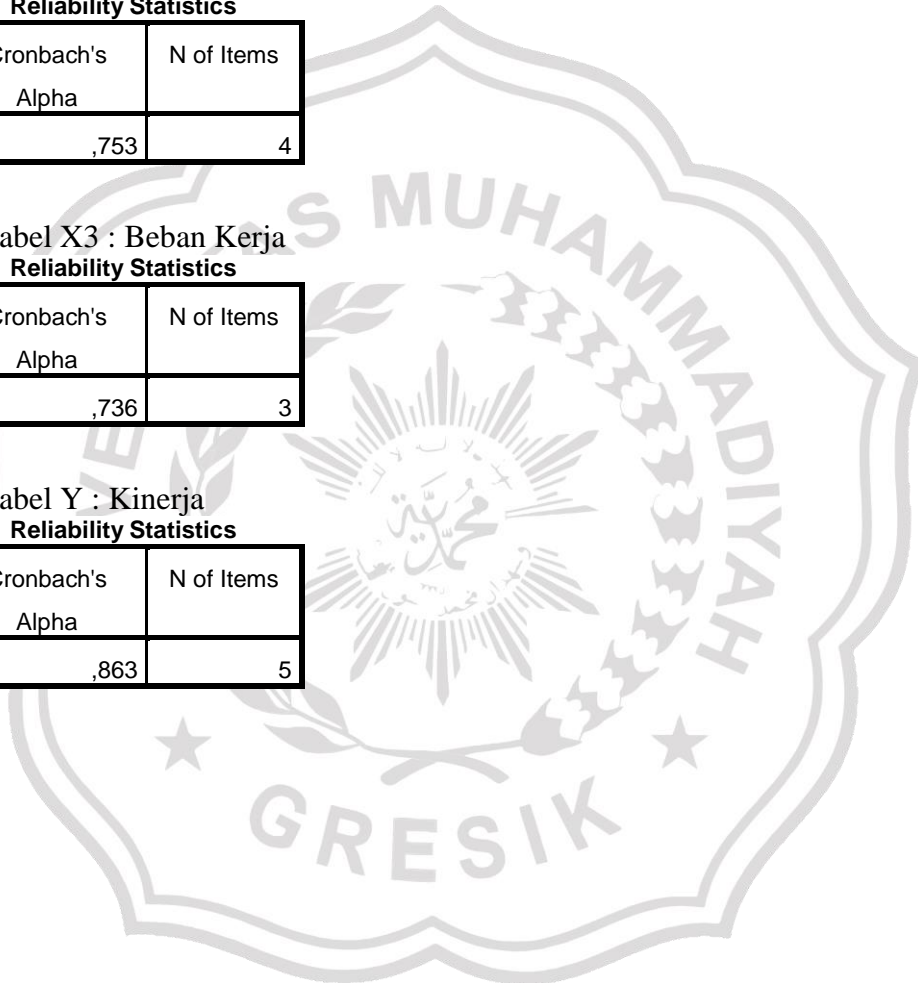 Reliability Statistics
Cronbach's Alpha N of Items
,753 4
abel X3 : Beban Kerja
Reliability Statistics
Cronbach's Alpha N of Items
,736 3
abel Y : Kinerja
Reliability Statistics
Cronbach's Alpha N of Items
,863 5
AS MUHAMMADIYAH
GRESIK